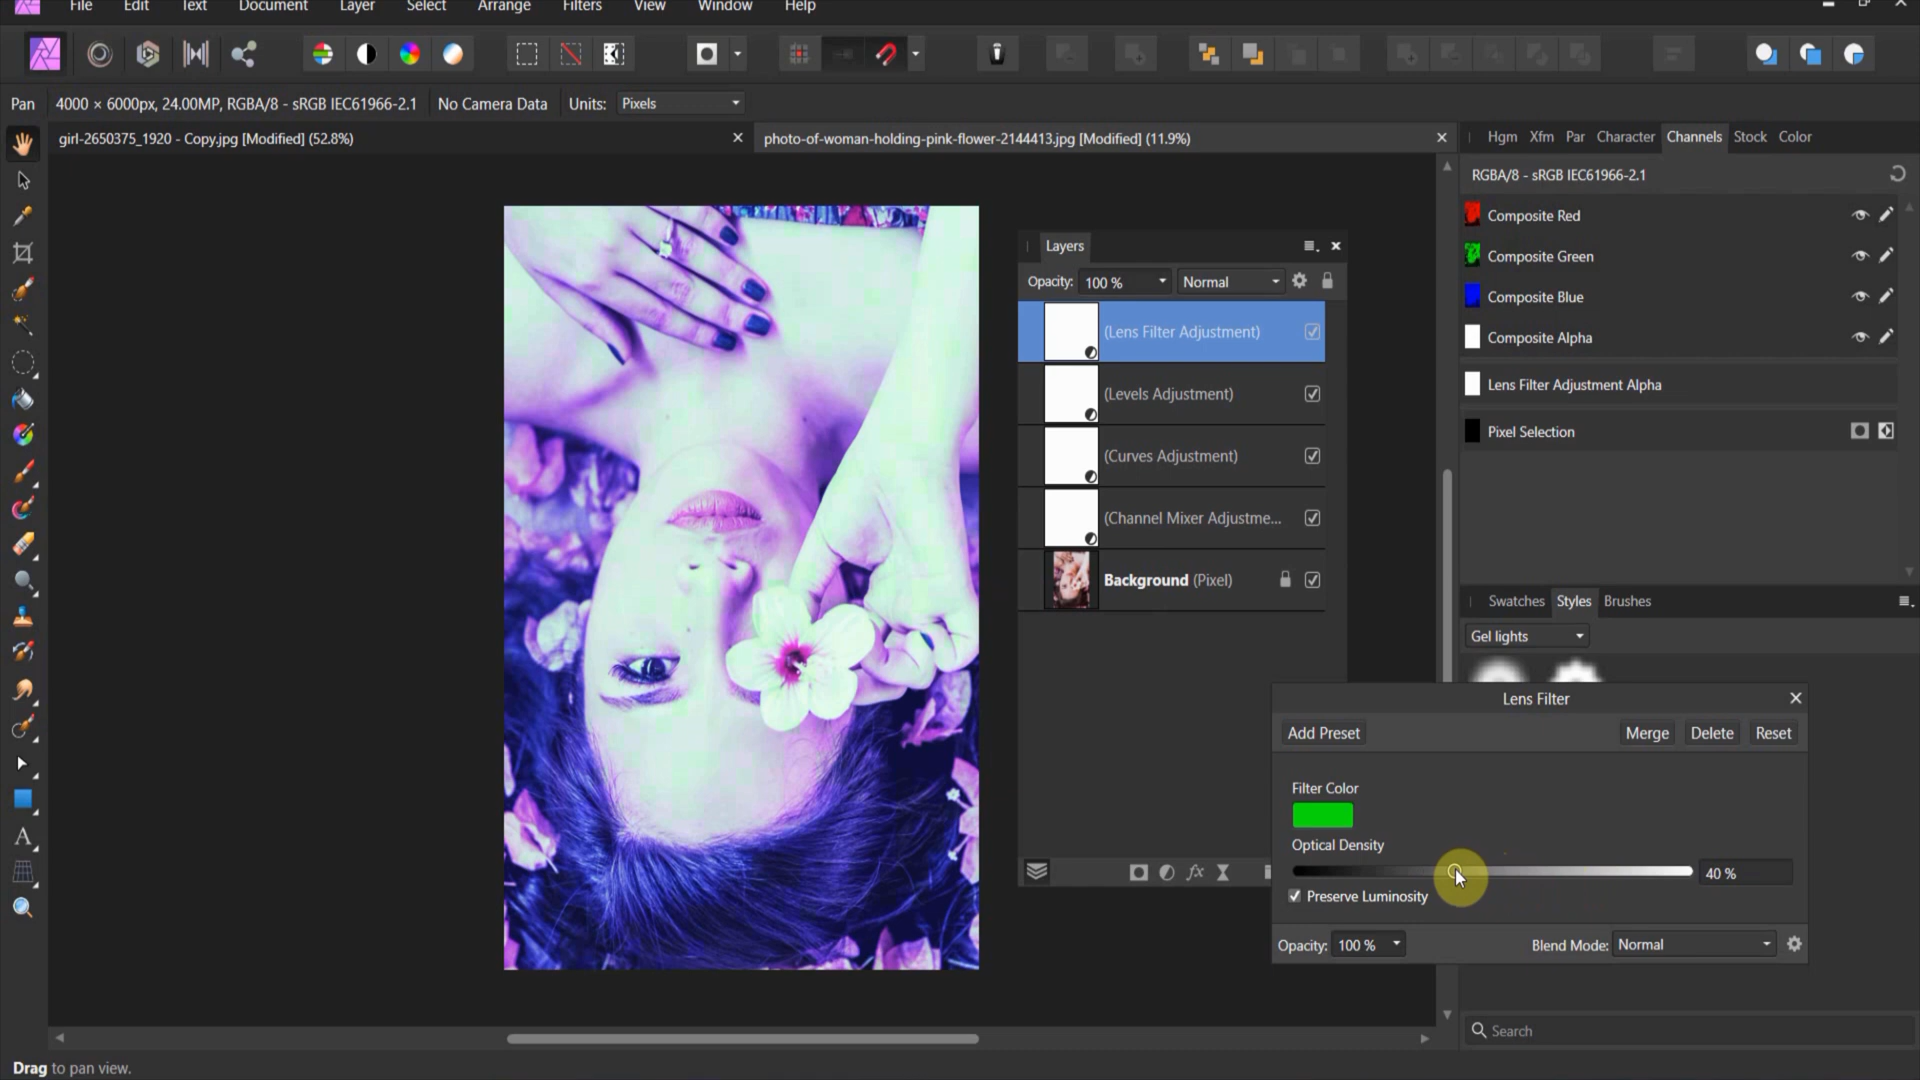 File Edit Text Document Layer Select Arrange Filters View Window Help
Pan 4000 × 6000px, 24.00MP, RGBA/8 - sRGB IEC61966-2.1 No Camera Data Units: Pixels
girl-2650375_1920 - Copy.jpg [Modified] (52.8%)
photo-of-woman-holding-pink-flower-2144413.jpg [Modified] (11.9%)
Hgm Xfm Par Character Channels Stock Color
RGBA/8 - sRGB IEC61966-2.1
Composite Red
Composite Green
Composite Blue
Composite Alpha
Lens Filter Adjustment Alpha
Pixel Selection
Layers
Opacity: 100 % Normal
(Lens Filter Adjustment)
(Levels Adjustment)
(Curves Adjustment)
(Channel Mixer Adjustme...
Background (Pixel)
Swatches Styles Brushes
Gel lights
Lens Filter
Add Preset Merge Delete Reset
Filter Color
Optical Density
40 %
Preserve Luminosity
Opacity: 100 % Blend Mode: Normal
Search
Drag to pan view.